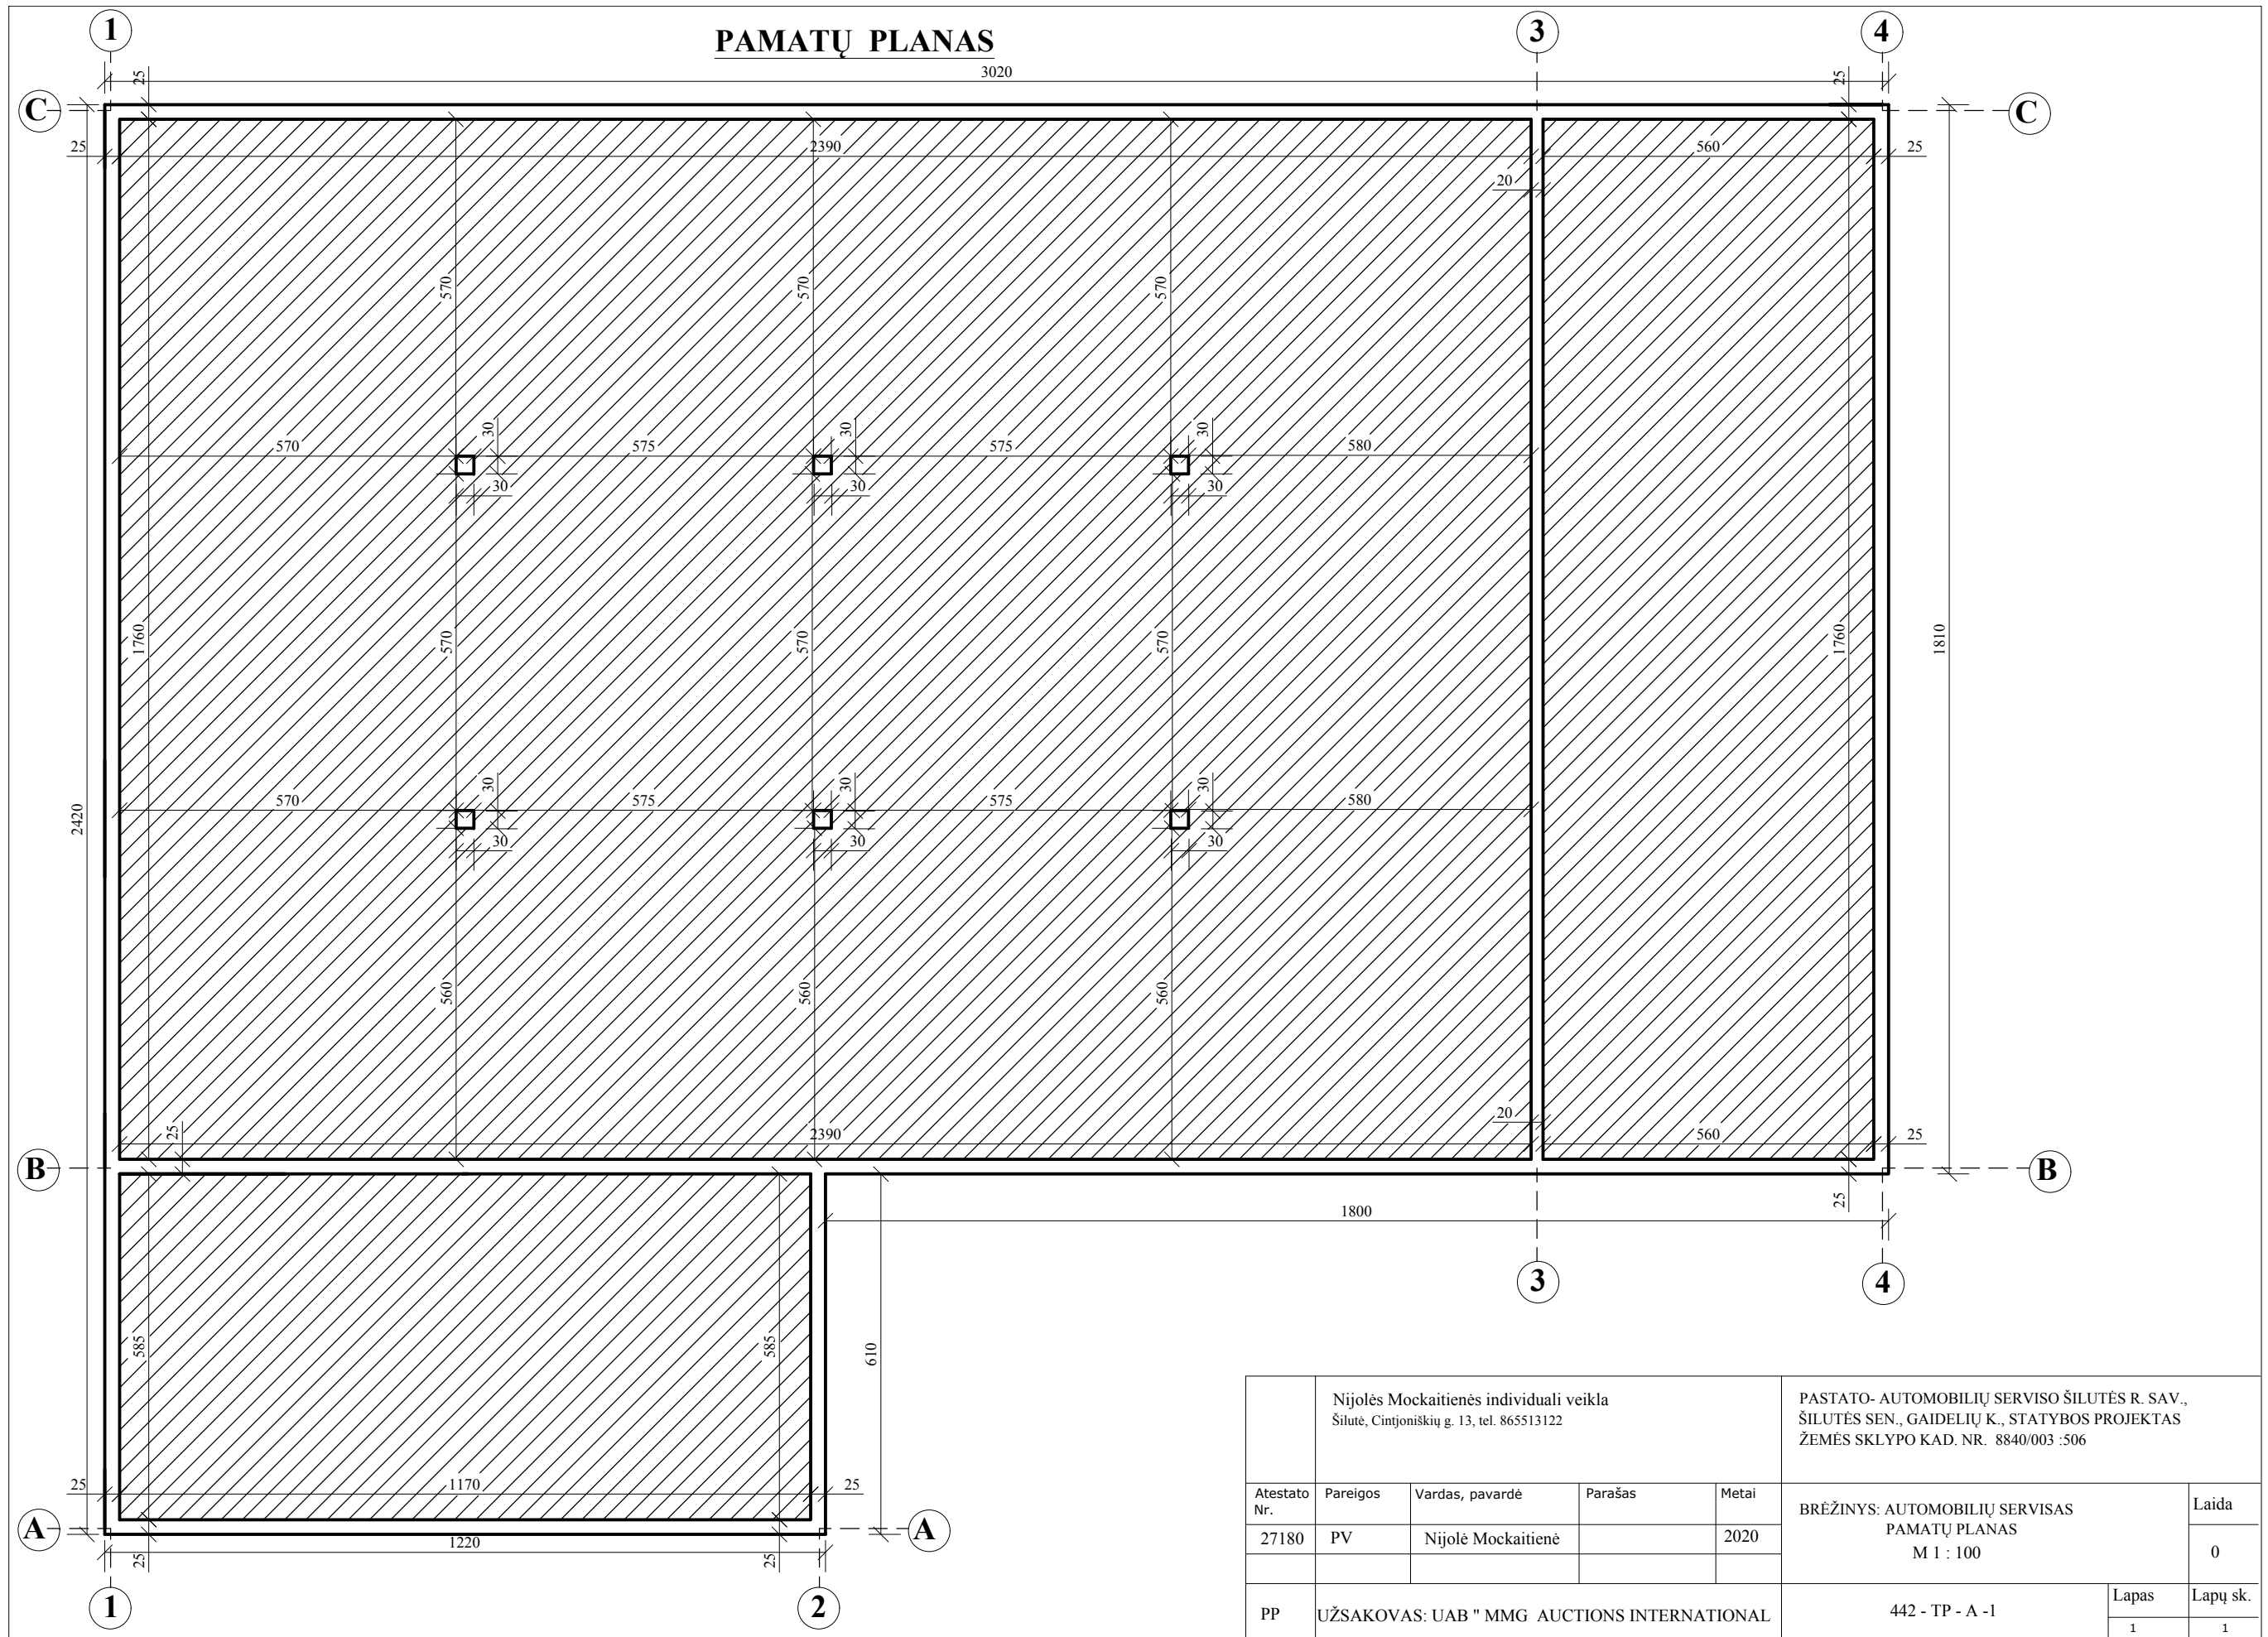 1
3
4
PAMATŲ PLANAS
3020
25
25
C
C
25
2390
560
25
20
570
570
570
30
30
30
570
575
575
580
30
30
30
1760
570
570
570
1760
1810
2420
30
30
30
570
575
575
580
30
30
30
560
560
560
20
25
2390
560
25
B
B
25
1800
3
4
585
585
610
25
1170
25
A
A
1220
25
25
1
2
Nijolės Mockaitienės individuali veikla
Šilutė, Cintjoniškių g. 13, tel. 865513122
PASTATO- AUTOMOBILIŲ SERVISO ŠILUTĖS R. SAV.,
ŠILUTĖS SEN., GAIDELIŲ K., STATYBOS PROJEKTAS
ŽEMĖS SKLYPO KAD. NR. 8840/003 :506
Atestato Nr.
Pareigos
Vardas, pavardė
Parašas
Metai
27180
PV
Nijolė Mockaitienė
2020
BRĖŽINYS: AUTOMOBILIŲ SERVISAS
PAMATŲ PLANAS
M 1 : 100
Laida
0
PP
UŽSAKOVAS: UAB " MMG AUCTIONS INTERNATIONAL
442 - TP - A -1
Lapas
Lapų sk.
1
1